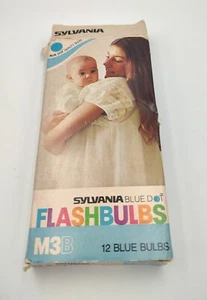 SYLVANIA
SYLVANIA BLUE DOT
FLASHBULBS
M3B 12 BLUE BULBS